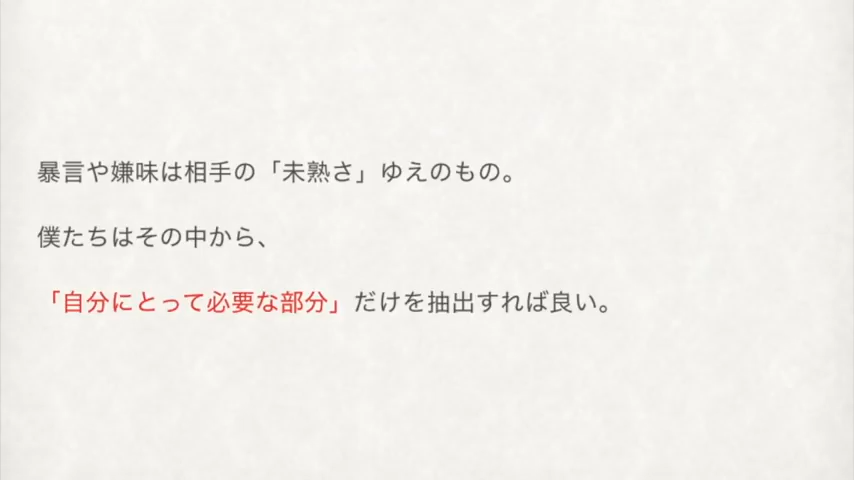 暴言や嫌味は相手の「未熟さ」ゆえのもの。
僕たちはその中から、
「自分にとって必要な部分」だけを抽出すれば良い。